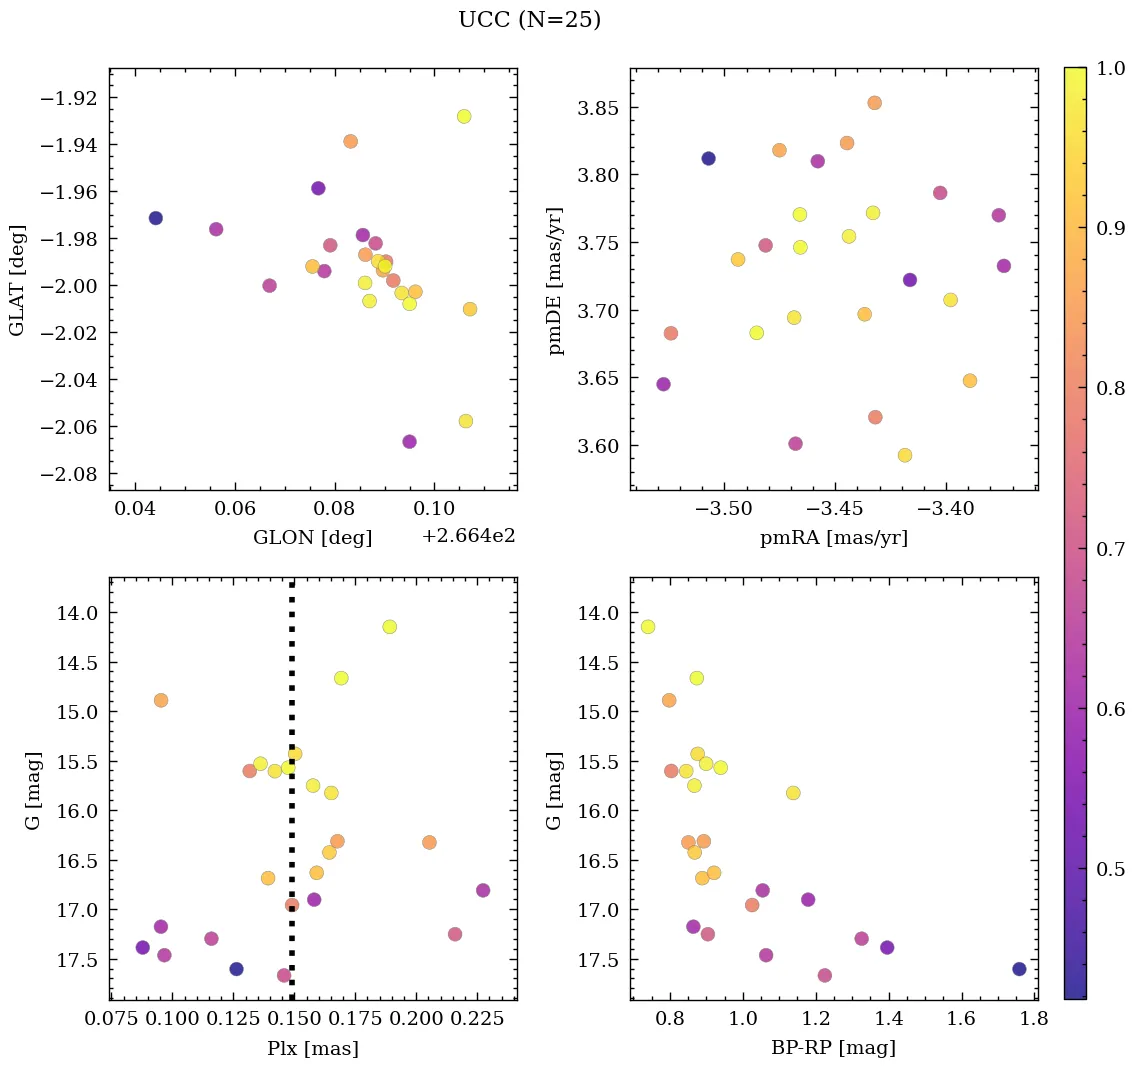 UCC (N=25)
−1.92
−1.94
−1.96
−1.98
−2.00
−2.02
−2.04
−2.06
−2.08
GLAT [deg]
0.04 0.06 0.08 0.10
GLON [deg] +2.664e2
3.85
3.80
3.75
3.70
3.65
3.60
pmDE [mas/yr]
−3.50 −3.45 −3.40
pmRA [mas/yr]
14.0
14.5
15.0
15.5
16.0
16.5
17.0
17.5
G [mag]
0.075 0.100 0.125 0.150 0.175 0.200 0.225
Plx [mas]
14.0
14.5
15.0
15.5
16.0
16.5
17.0
17.5
G [mag]
0.8 1.0 1.2 1.4 1.6 1.8
BP-RP [mag]
1.0
0.9
0.8
0.7
0.6
0.5